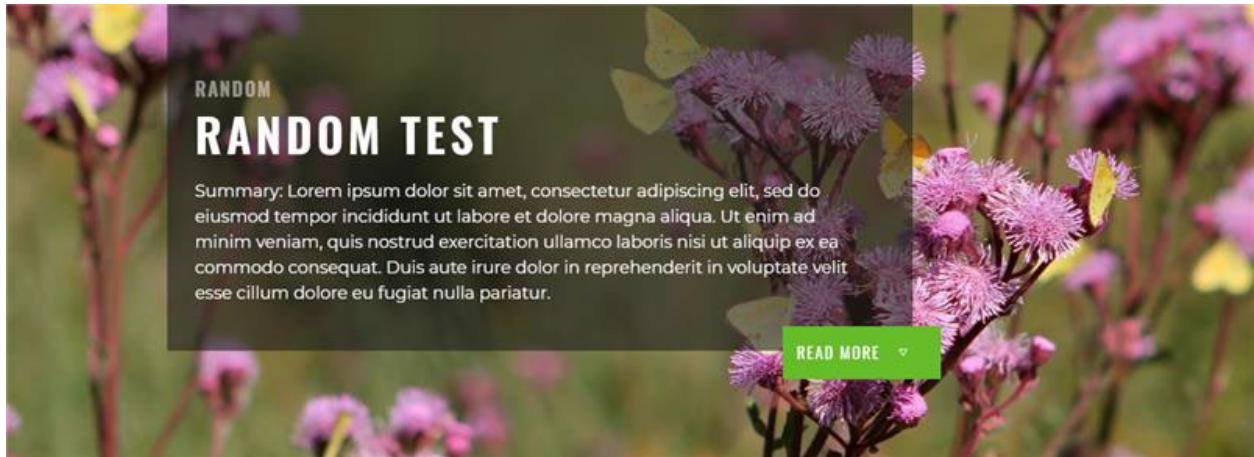 RANDOM
RANDOM TEST
Summary: Lorem ipsum dolor sit amet, consectetur adipiscing elit, sed do
eiusmod tempor incididunt ut labore et dolore magna aliqua. Ut enim ad
minim veniam, quis nostrud exercitation ullamco laboris nisi ut aliquip ex ea
commodo consequat. Duis aute irure dolor in reprehenderit in voluptate velit
esse cillum dolore eu fugiat nulla pariatur.
READ MORE